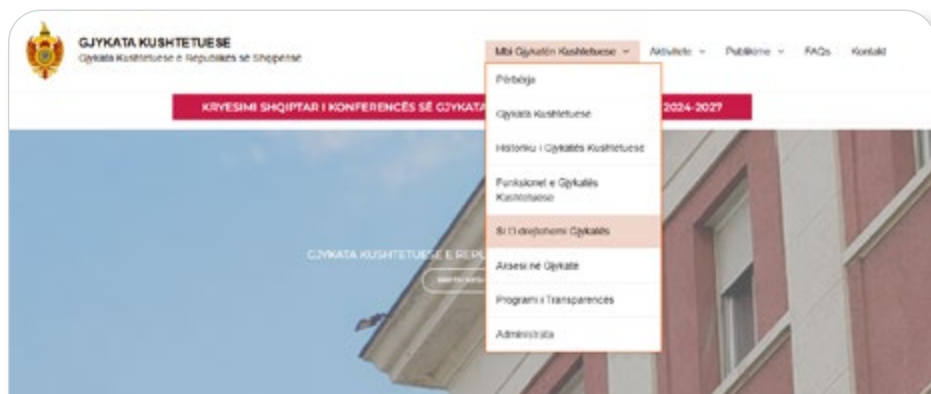 GJYKATA KUSHTETUESE
Gjykata Kushtetuese e Republikës së Shqipërisë
Mbi Gjykatën Kushtetuese
Aktivitete
Publikime
FAQs
Kontakt
KRYESIMI SHQIPTAR I KONFERENCËS SË GJYKATA
2024-2027
Përbërja
Gjykata Kushtetuese
Historiku i Gjykatës Kushtetuese
Funksionet e Gjykatës
Kushtetuese
Si t'i drejtohemi Gjykatës
Aksesi në Gjykatë
Programi i Transparencës
Administrata
GJYKATA KUSHTETUESE E REPU